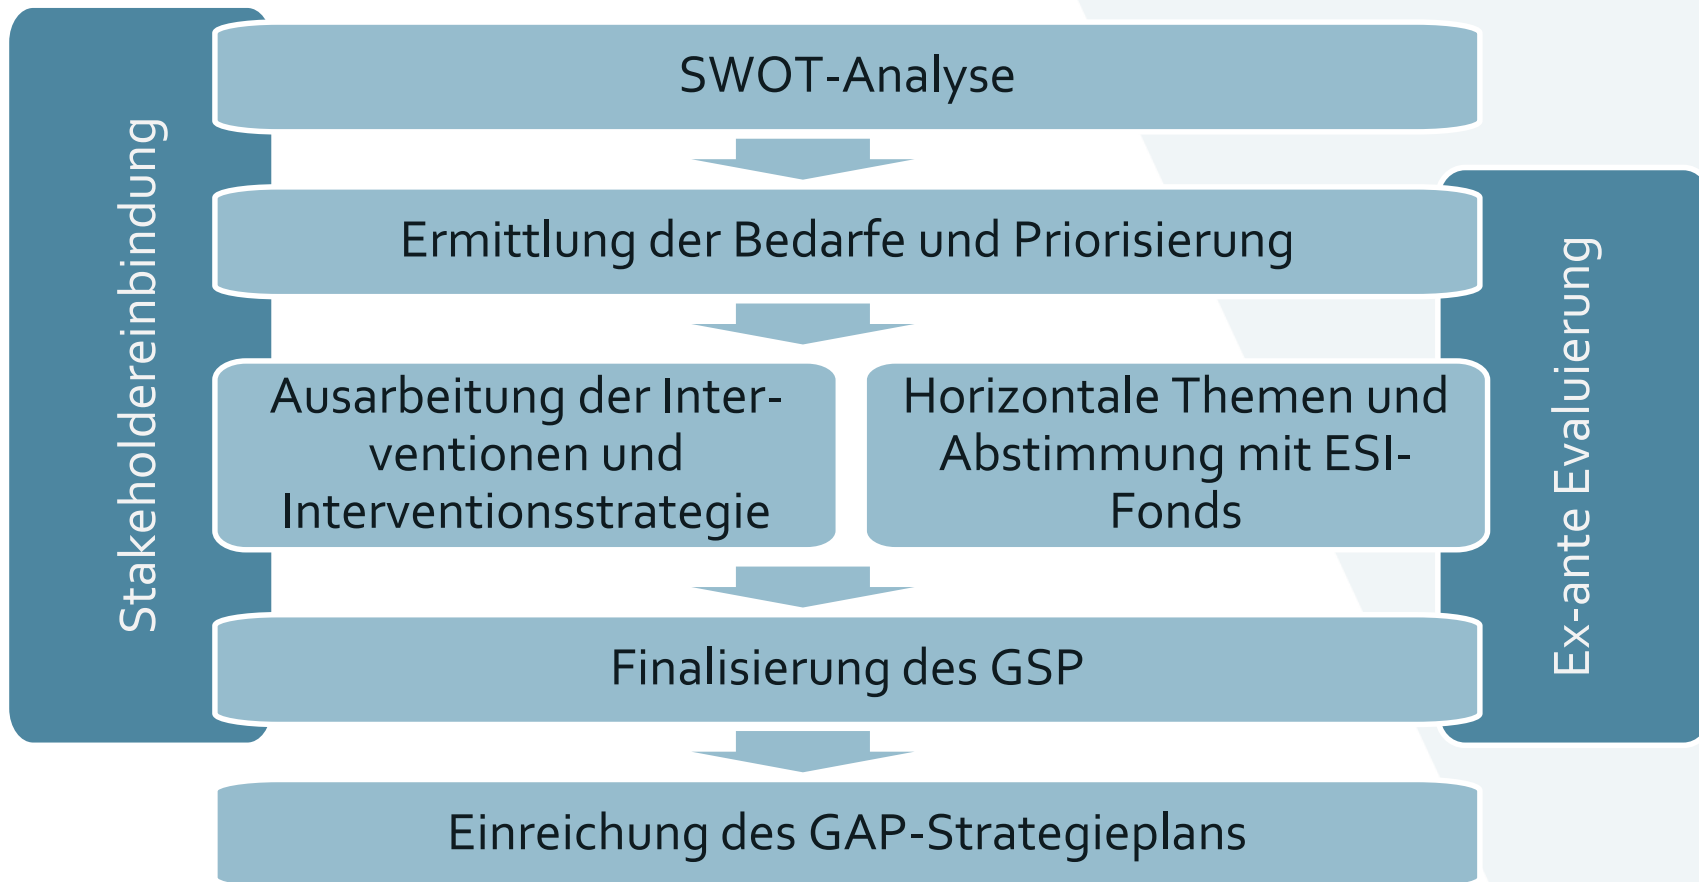 SWOT-Analyse
Stakeholdereinbindung
Ermittlung der Bedarfe und Priorisierung
Ex-ante Evaluierung
Ausarbeitung der Inter-
ventionen und
Interventionsstrategie
Horizontale Themen und
Abstimmung mit ESI-
Fonds
Finalisierung des GSP
Einreichung des GAP-Strategieplans